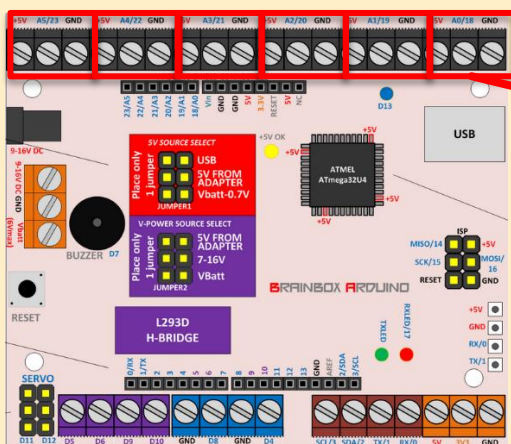 +5V A5/23 GND +5V A4/22 GND +5V A3/21 GND +5V A2/20 GND +5V A1/19 GND +5V A0/18 GND
23/A5 22/A4 21/A3 20/A2 19/A1 18/A0 Vin GND GND 5V 3.3V RESET 5V NC
D13
9-16V DC
5V SOURCE SELECT
Place only
1 jumper
USB
5V FROM
ADAPTER
Vbatt-0.7V
JUMPER1
+5V OK
+5V
+5V
+5V
+5V
ATMEL
ATmega32U4
USB
9-16V DC GND
Vbatt
(6Vmax)
BUZZER D7
V-POWER SOURCE SELECT
Place only
1 jumper
5V FROM
ADAPTER
7-16V
VBatt
JUMPER2
ISP
MISO/14 +5V
SCK/15 MOSI/
16
RESET GND
RESET
BRAINBOX ARDUINO
L293D
H-BRIDGE
TXLED
RXLED/17
+5V
GND
RX/0
TX/1
0/RX 1/TX 2 3 4 5 6 7 8 9 10 11 12 13 GND AREF 2/SDA 3/SCL
SERVO
D11 D12 D5 D6 D9 D10 GND D8 GND D4 SCL/3 SDA/2 TX/1 RX/0 5V 3V3 GND